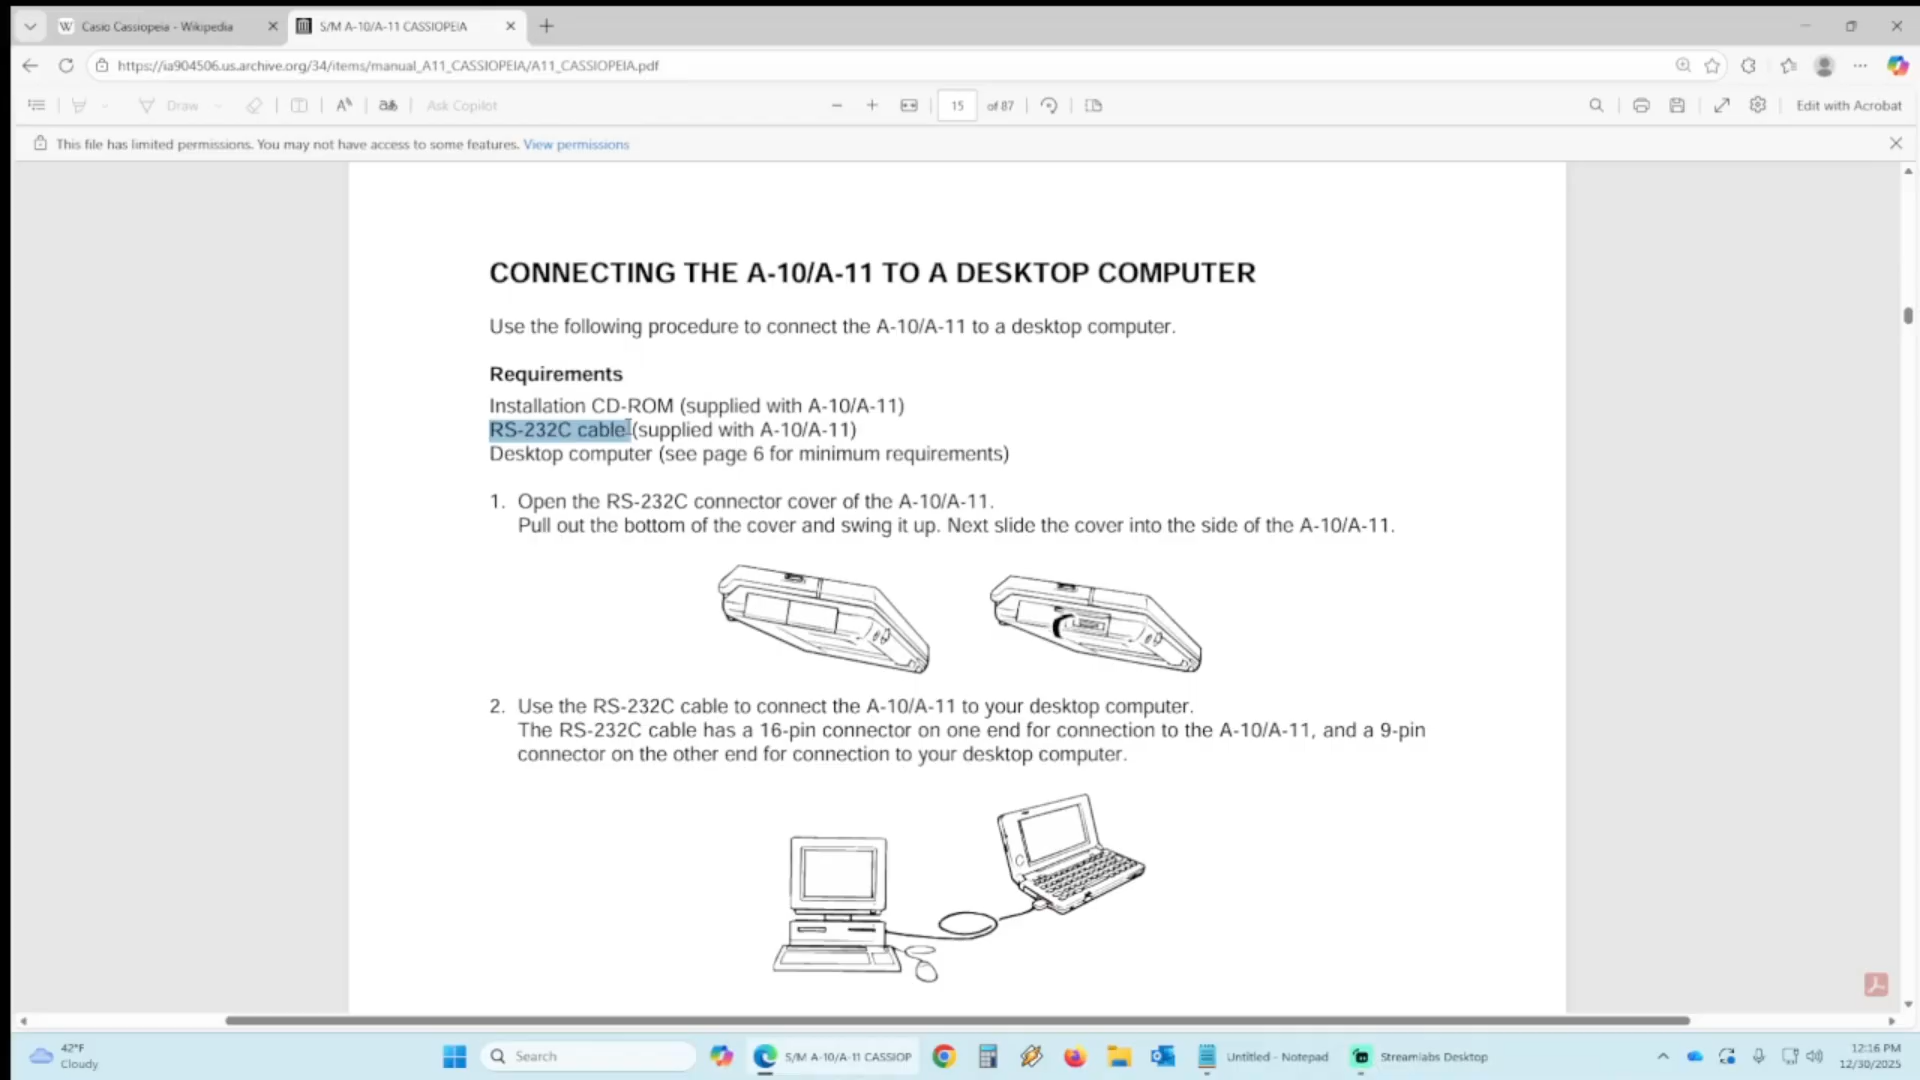 Casio Cassiopeia - Wikipedia
S/M A-10/A-11 CASSIOPEIA
https://ia904506.us.archive.org/34/items/manual_A11_CASSIOPEIA/A11_CASSIOPEIA.pdf
Draw
Ask Copilot
15 of 87
Edit with Acrobat
This file has limited permissions. You may not have access to some features. View permissions
CONNECTING THE A-10/A-11 TO A DESKTOP COMPUTER
Use the following procedure to connect the A-10/A-11 to a desktop computer.
Requirements
Installation CD-ROM (supplied with A-10/A-11)
RS-232C cable (supplied with A-10/A-11)
Desktop computer (see page 6 for minimum requirements)
1. Open the RS-232C connector cover of the A-10/A-11.
Pull out the bottom of the cover and swing it up. Next slide the cover into the side of the A-10/A-11.
2. Use the RS-232C cable to connect the A-10/A-11 to your desktop computer.
The RS-232C cable has a 16-pin connector on one end for connection to the A-10/A-11, and a 9-pin
connector on the other end for connection to your desktop computer.
42°F
Cloudy
Search
S/M A-10/A-11 CASSIOP
Untitled - Notepad
Streamlabs Desktop
12:16 PM
12/30/2025